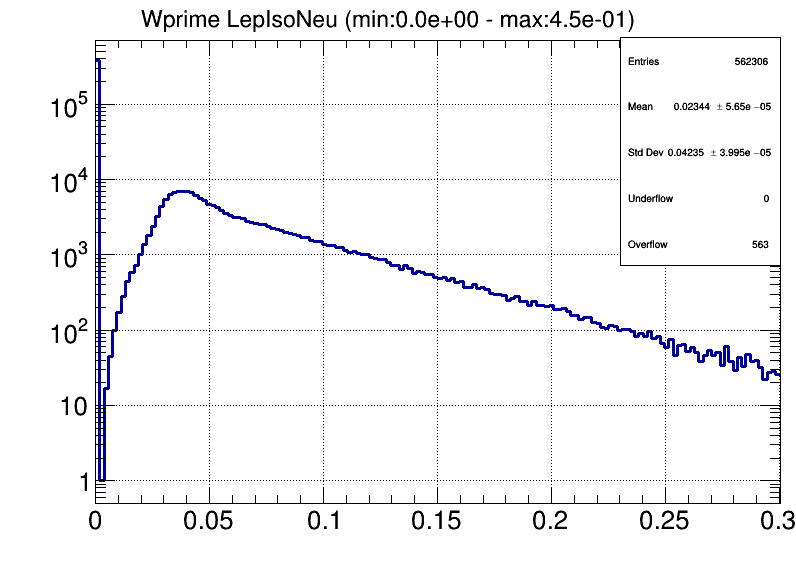 Wprime LepIsoNeu (min:0.0e+00 - max:4.5e-01)
Entries 562306
Mean 0.02344 ± 5.65e −05
Std Dev 0.04235 ± 3.995e −05
Underflow 0
Overflow 563
10^5
10^4
10^3
10^2
10
1
0 0.05 0.1 0.15 0.2 0.25 0.3